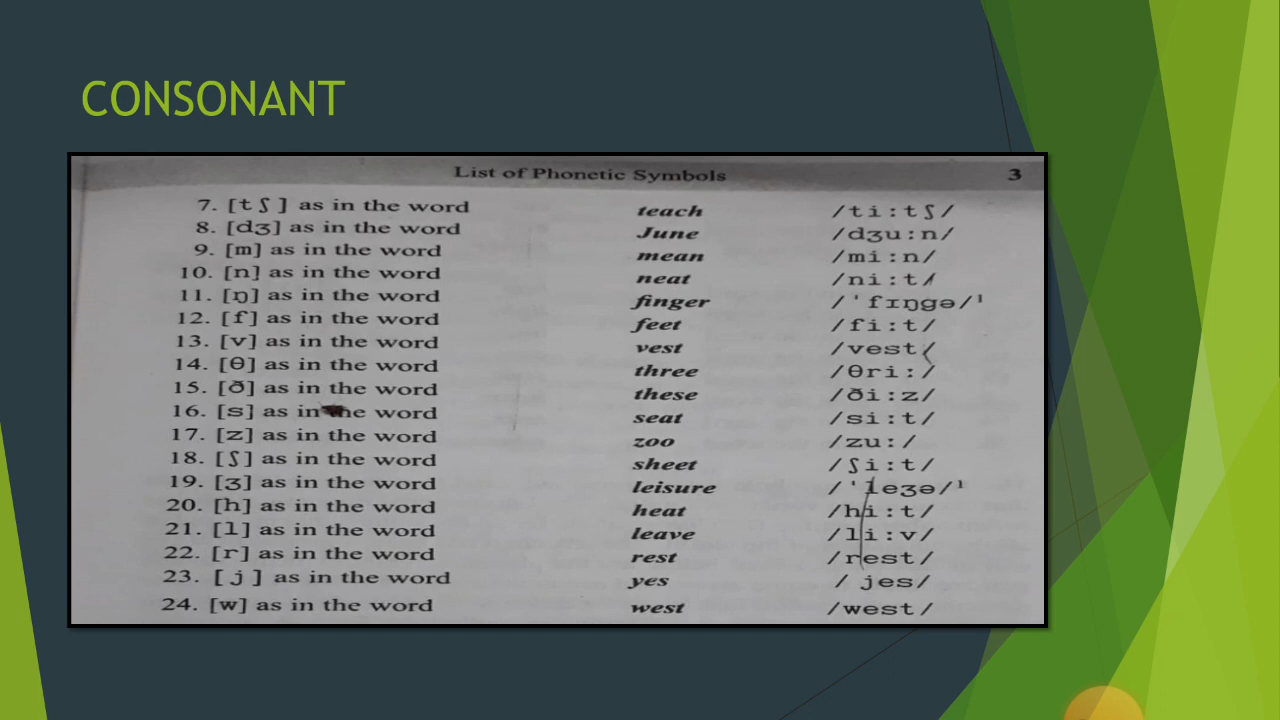 CONSONANT
List of Phonetic Symbols 3
7. [tʃ] as in the word teach /ti:tʃ/
8. [dʒ] as in the word June /dʒu:n/
9. [m] as in the word mean /mi:n/
10. [n] as in the word neat /ni:t/
11. [ŋ] as in the word finger /ˈfɪŋgə/¹
12. [f] as in the word feet /fi:t/
13. [v] as in the word vest /vest/
14. [θ] as in the word three /θri:/
15. [ð] as in the word these /ði:z/
16. [s] as in the word seat /si:t/
17. [z] as in the word zoo /zu:/
18. [ʃ] as in the word sheet /ʃi:t/
19. [ʒ] as in the word leisure /ˈleʒə/¹
20. [h] as in the word heat /hi:t/
21. [l] as in the word leave /li:v/
22. [r] as in the word rest /rest/
23. [j] as in the word yes / jes/
24. [w] as in the word west /west/